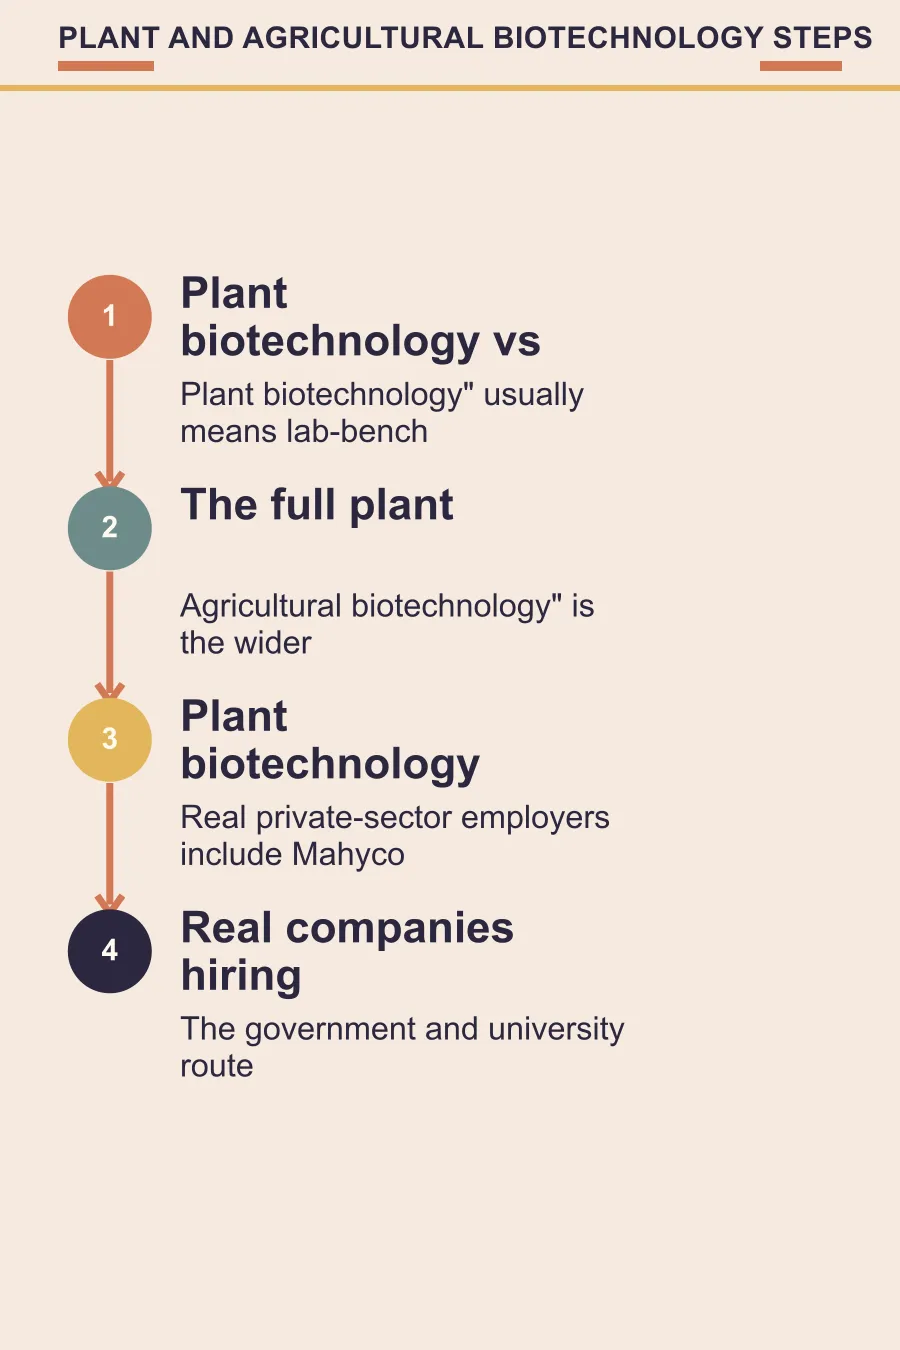 PLANT AND AGRICULTURAL BIOTECHNOLOGY STEPS
1
Plant
biotechnology vs
Plant biotechnology" usually
means lab-bench
2
The full plant
Agricultural biotechnology" is
the wider
3
Plant
biotechnology
Real private-sector employers
include Mahyco
4
Real companies
hiring
The government and university
route